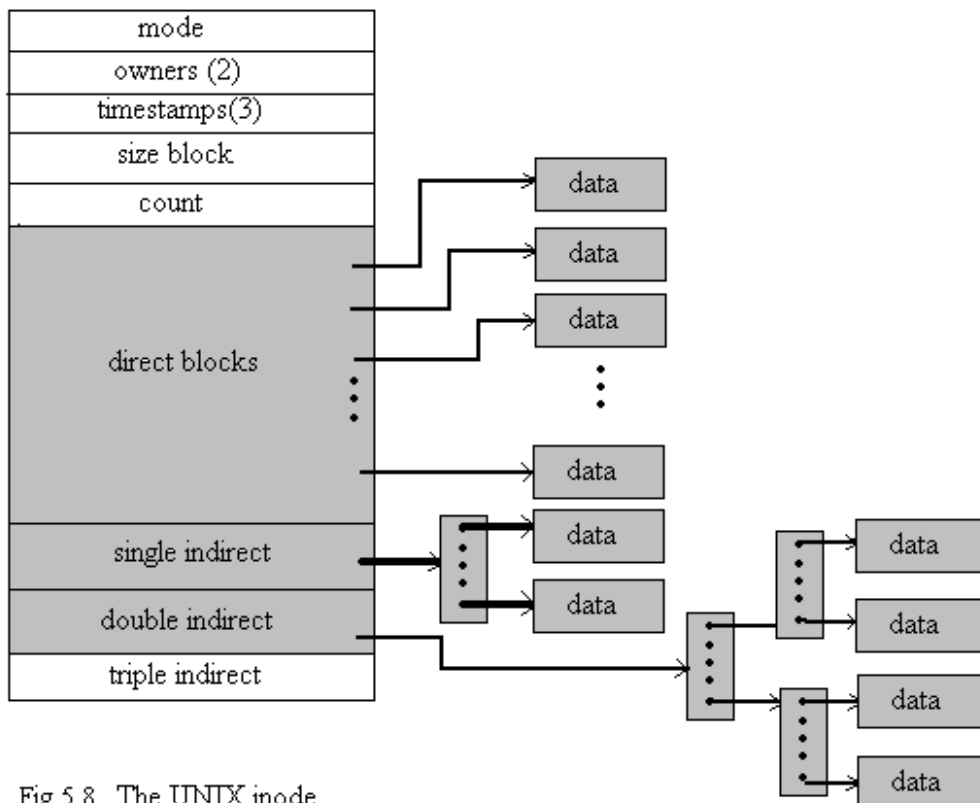 mode
owners (2)
timestamps(3)
size block
count
direct blocks
single indirect
double indirect
triple indirect
data
data
data
data
data
data
data
data
data
data
Fig 5.8 The UNIX inode